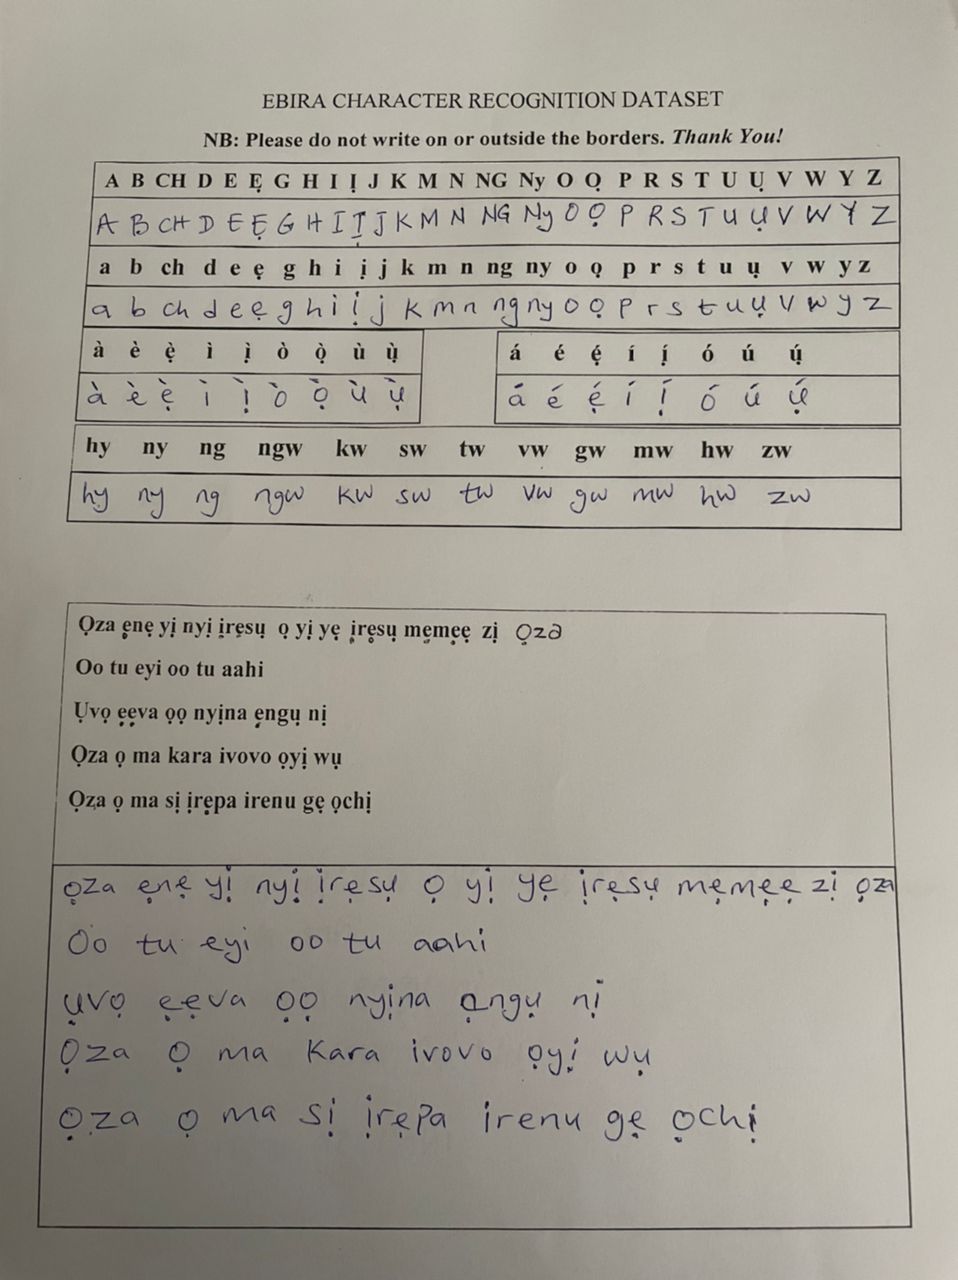 EBIRA CHARACTER RECOGNITION DATASET
NB: Please do not write on or outside the borders. Thank You!
A B CH D E Ẹ G H I Ị J K M N NG Ny O Ọ P R S T U Ụ V W Y Z
A B CH D E Ẹ G H I Ị J K M N NG Ny O Ọ P R S T U Ụ V W Y Z
a b ch d e ẹ g h i ị j k m n ng ny o ọ p r s t u ụ v w y z
a b ch d e ẹ g h i ị j k m n ng ny o ọ p r s t u ụ v w y z
à è ẹ̀ ì ị̀ ò ọ̀ ù ụ̀
á é ẹ́ í ị́ ó ú ụ́
à è ẹ̀ ì ị̀ ò ọ̀ ù ụ̀
á é ẹ́ í ị́ ó ú ụ́
hy ny ng ngw kw sw tw vw gw mw hw zw
hy ny ng ngw kw sw tw vw gw mw hw zw
Ọza ẹnẹ yị nyị ịrẹsụ ọ yị yẹ ịrẹsụ mẹmẹẹ zị ọza
Oo tu eyi oo tu aahi
Ụvọ ẹẹva ọọ nyịna ẹngụ nị
Ọza ọ ma kara ivovo ọyị wụ
Ọza ọ ma sị ịrẹpa irenu gẹ ọchị
ọza ẹnẹ yị nyị ịrẹsụ ọ yị yẹ ịrẹsụ mẹmẹẹ zị ọza
Oo tu eyi oo tu aahi
ụvọ ẹẹva ọọ nyịna ạngụ nị
Ọza ọ ma Kara ivovo ọyị wụ
Ọza ọ ma sị ịrẹpa irenu gẹ ọchị